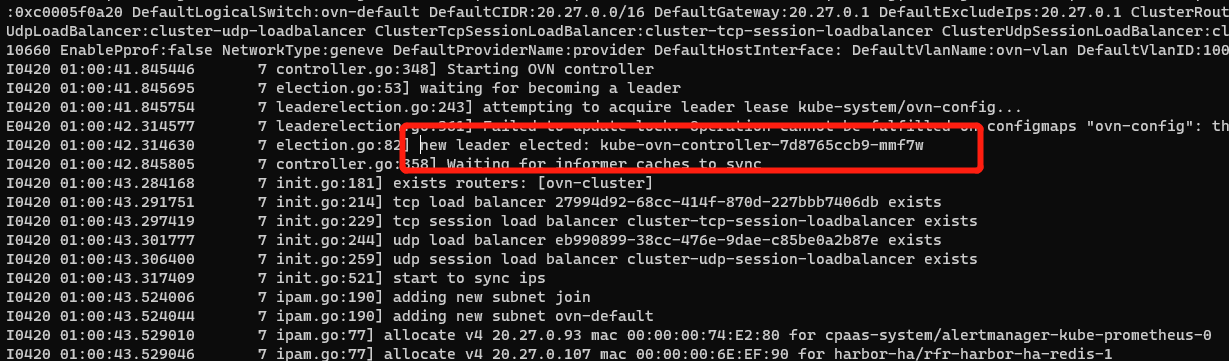 :0xc0005f0a20 DefaultLogicalSwitch:ovn-default DefaultCIDR:20.27.0.0/16 DefaultGateway:20.27.0.1 DefaultExcludeIps:20.27.0.1 ClusterRout
UdpLoadBalancer:cluster-udp-loadbalancer ClusterTcpSessionLoadBalancer:cluster-tcp-session-loadbalancer ClusterUdpSessionLoadBalancer:cl
10660 EnablePprof:false NetworkType:geneve DefaultProviderName:provider DefaultHostInterface: DefaultVlanName:ovn-vlan DefaultVlanID:100
I0420 01:00:41.845446 7 controller.go:348] Starting OVN controller
I0420 01:00:41.845695 7 election.go:53] waiting for becoming a leader
I0420 01:00:41.845754 7 leaderelection.go:243] attempting to acquire leader lease kube-system/ovn-config...
E0420 01:00:42.314577 7 leaderelection.go:361] Failed to update lock: Operation cannot be fulfilled on configmaps "ovn-config": th
I0420 01:00:42.314630 7 election.go:82] new leader elected: kube-ovn-controller-7d8765ccb9-mmf7w
I0420 01:00:42.845805 7 controller.go:358] Waiting for informer caches to sync
I0420 01:00:43.284168 7 init.go:181] exists routers: [ovn-cluster]
I0420 01:00:43.291751 7 init.go:214] tcp load balancer 27994d92-68cc-414f-870d-227bbb7406db exists
I0420 01:00:43.297419 7 init.go:229] tcp session load balancer cluster-tcp-session-loadbalancer exists
I0420 01:00:43.301777 7 init.go:244] udp load balancer eb990899-38cc-476e-9dae-c85be0a2b87e exists
I0420 01:00:43.306400 7 init.go:259] udp session load balancer cluster-udp-session-loadbalancer exists
I0420 01:00:43.317409 7 init.go:521] start to sync ips
I0420 01:00:43.524006 7 ipam.go:190] adding new subnet join
I0420 01:00:43.524044 7 ipam.go:190] adding new subnet ovn-default
I0420 01:00:43.529010 7 ipam.go:77] allocate v4 20.27.0.93 mac 00:00:00:74:E2:80 for cpaas-system/alertmanager-kube-prometheus-0
I0420 01:00:43.529046 7 ipam.go:77] allocate v4 20.27.0.107 mac 00:00:00:6E:EF:90 for harbor-ha/rfr-harbor-ha-redis-1